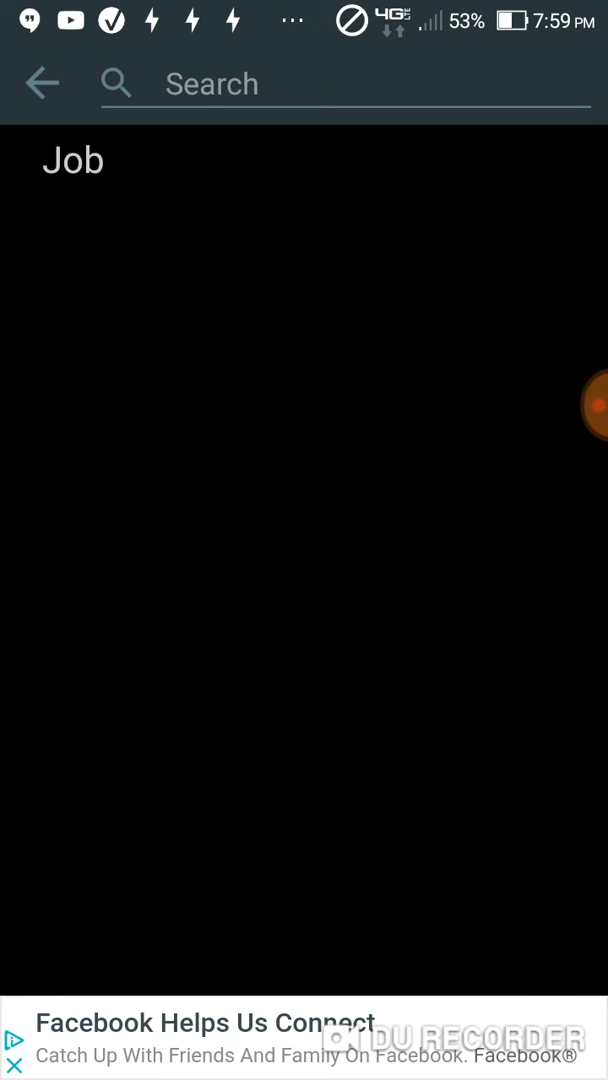 4G LTE 53% 7:59 PM
Search
Job
Facebook Helps Us Connect
Catch Up With Friends And Family On Facebook. Facebook®
DU RECORDER